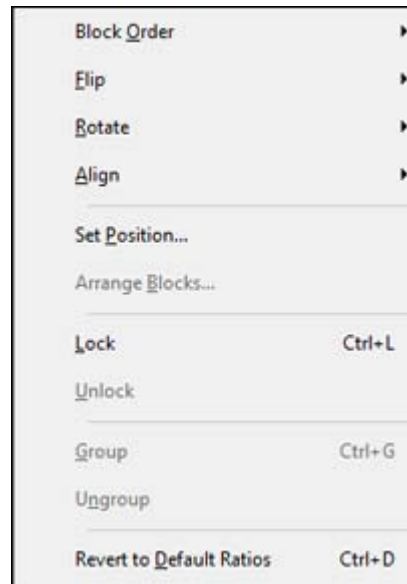 Block Order
Flip
Rotate
Align
Set Position...
Arrange Blocks...
Lock Ctrl+L
Unlock
Group Ctrl+G
Ungroup
Revert to Default Ratios Ctrl+D